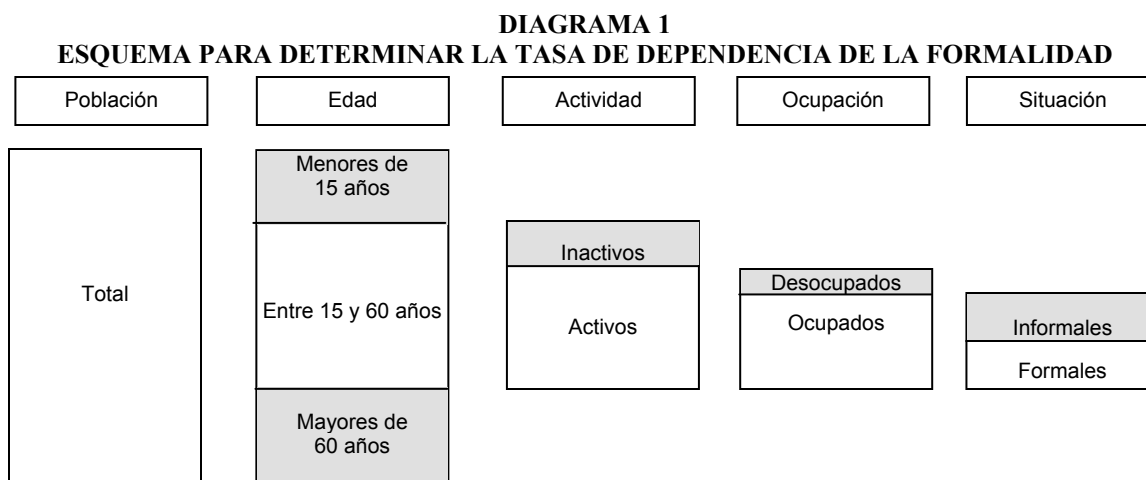 DIAGRAMA 1
ESQUEMA PARA DETERMINAR LA TASA DE DEPENDENCIA DE LA FORMALIDAD
Población
Edad
Actividad
Ocupación
Situación
Total
Menores de
15 años
Entre 15 y 60 años
Mayores de
60 años
Inactivos
Activos
Desocupados
Ocupados
Informales
Formales